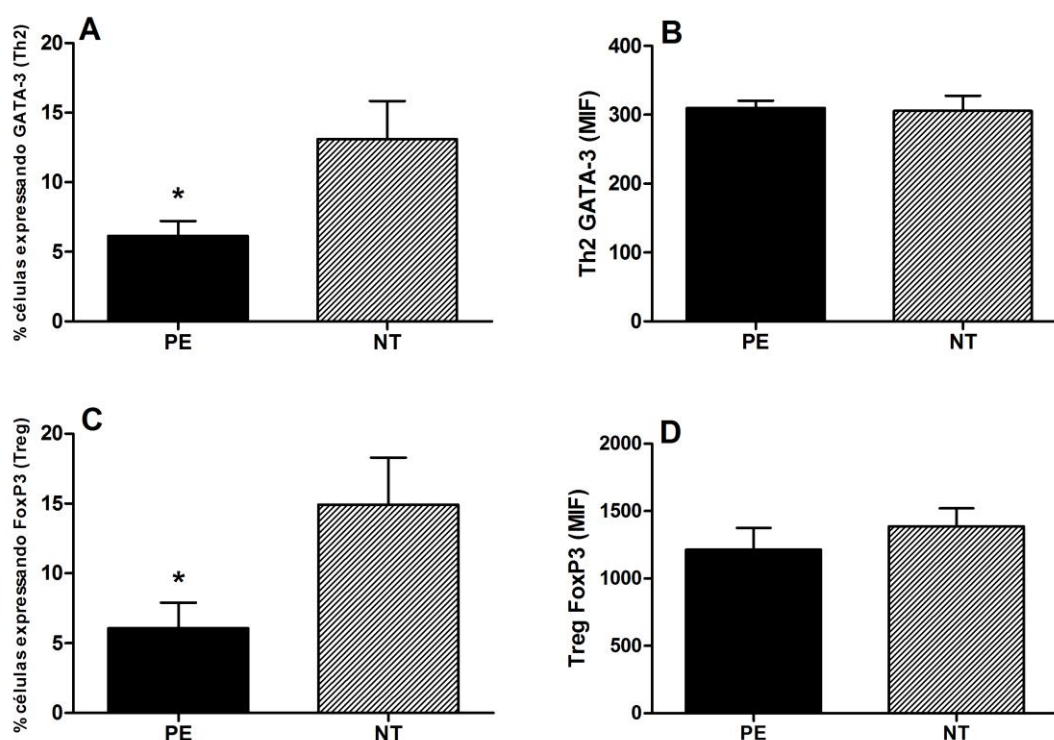 A
% células expressando GATA-3 (Th2)
20
15
10
5
0
*
PE
NT
B
Th2 GATA-3 (MIF)
400
300
200
100
0
PE
NT
C
% células expressando FoxP3 (Treg)
20
15
10
5
0
*
PE
NT
D
Treg FoxP3 (MIF)
2000
1500
1000
500
0
PE
NT